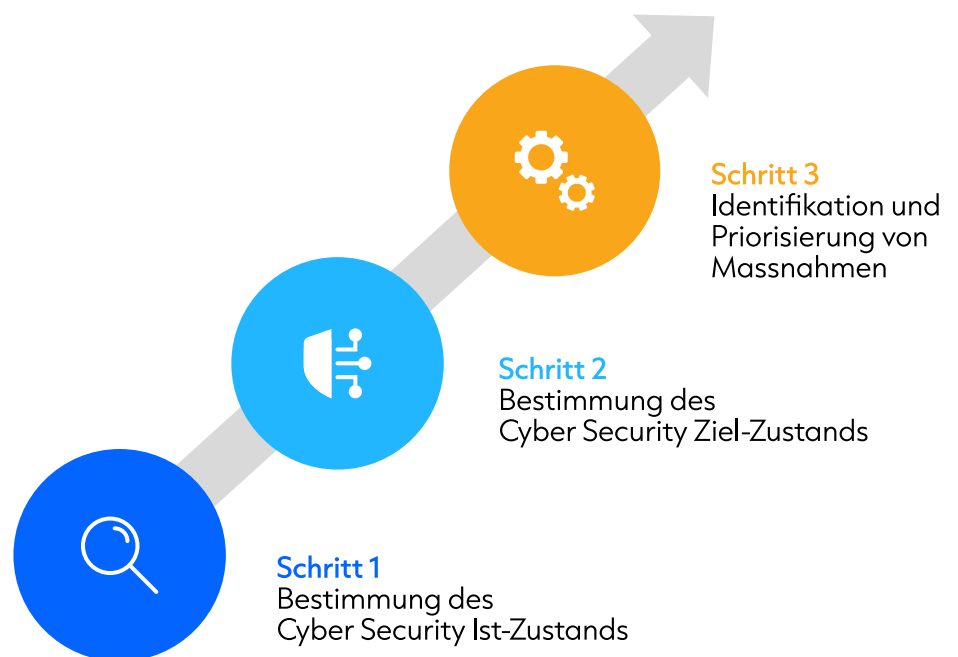 Schritt 3
Identifikation und
Priorisierung von
Massnahmen
Schritt 2
Bestimmung des
Cyber Security Ziel-Zustands
Schritt 1
Bestimmung des
Cyber Security Ist-Zustands